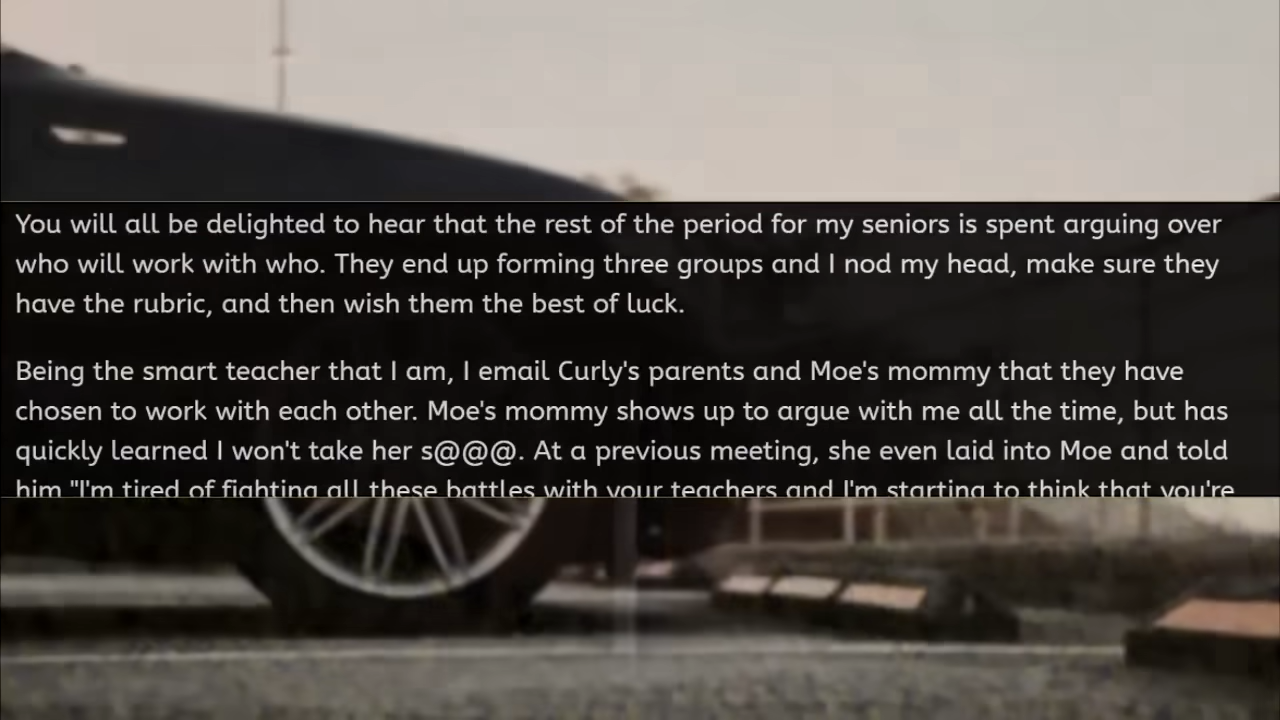 You will all be delighted to hear that the rest of the period for my seniors is spent arguing over
who will work with who. They end up forming three groups and I nod my head, make sure they
have the rubric, and then wish them the best of luck.
Being the smart teacher that I am, I email Curly's parents and Moe's mommy that they have
chosen to work with each other. Moe's mommy shows up to argue with me all the time, but has
quickly learned I won't take her s@@@. At a previous meeting, she even laid into Moe and told
him "I'm tired of fighting all these battles with your teachers and I'm starting to think that you're